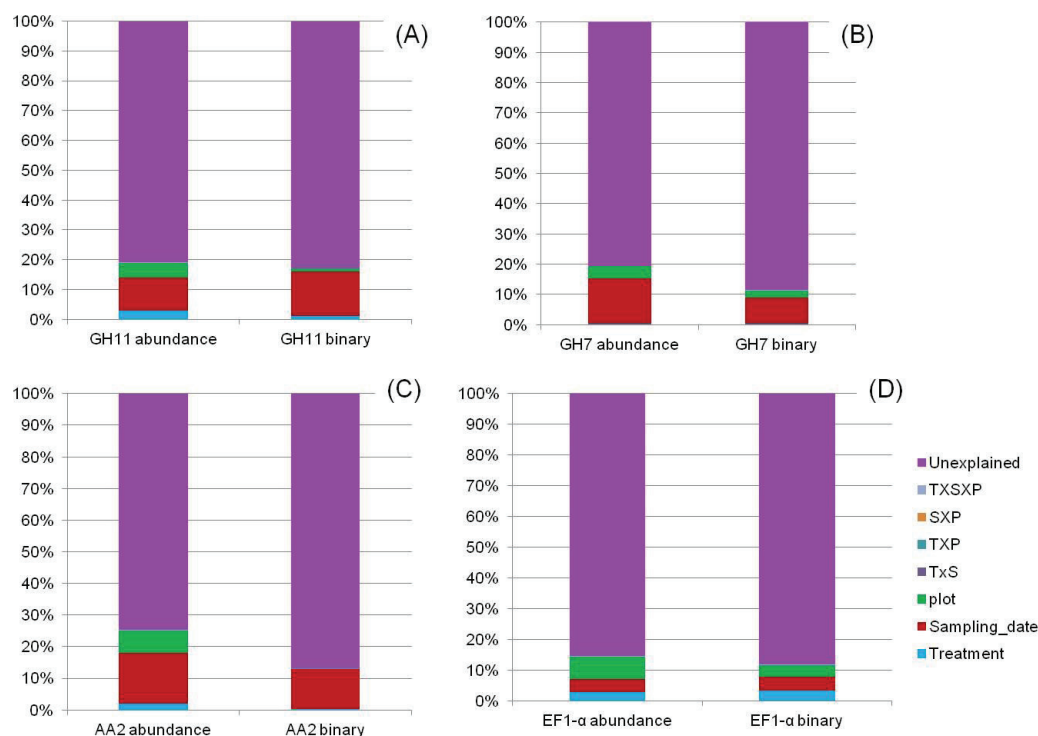 (A)
100%
90%
80%
70%
60%
50%
40%
30%
20%
10%
0%
GH11 abundance GH11 binary
(B)
100%
90%
80%
70%
60%
50%
40%
30%
20%
10%
0%
GH7 abundance GH7 binary
(C)
100%
90%
80%
70%
60%
50%
40%
30%
20%
10%
0%
AA2 abundance AA2 binary
(D)
100%
90%
80%
70%
60%
50%
40%
30%
20%
10%
0%
EF1-α abundance EF1-α binary
Unexplained
TXSXP
SXP
TXP
TxS
plot
Sampling_date
Treatment